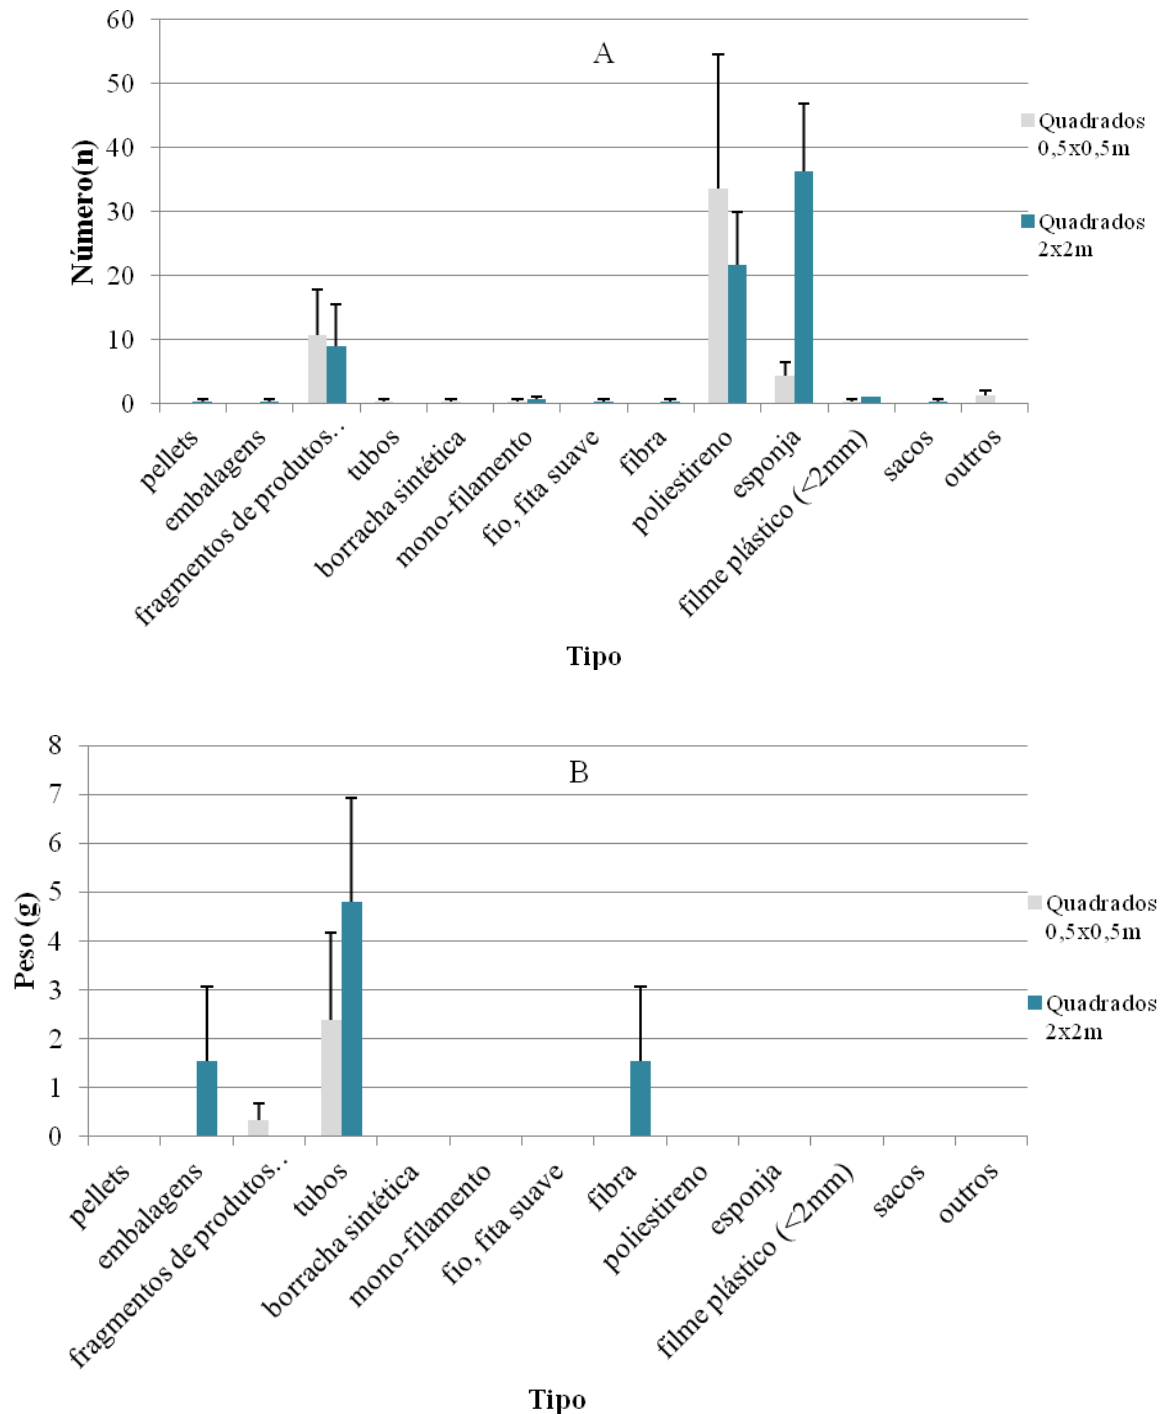 A
60
50
40
30
20
10
0
Número(n)
Quadrados
0,5x0,5m
Quadrados
2x2m
pellets
embalagens
fragmentos de produtos..
tubos
borracha sintética
mono-filamento
fio, fita suave
fibra
poliestireno
esponja
filme plástico (<2mm)
sacos
outros
Tipo
B
8
7
6
5
4
3
2
1
0
Peso (g)
Quadrados
0,5x0,5m
Quadrados
2x2m
pellets
embalagens
fragmentos de produtos..
tubos
borracha sintética
mono-filamento
fio, fita suave
fibra
poliestireno
esponja
filme plástico (<2mm)
sacos
outros
Tipo